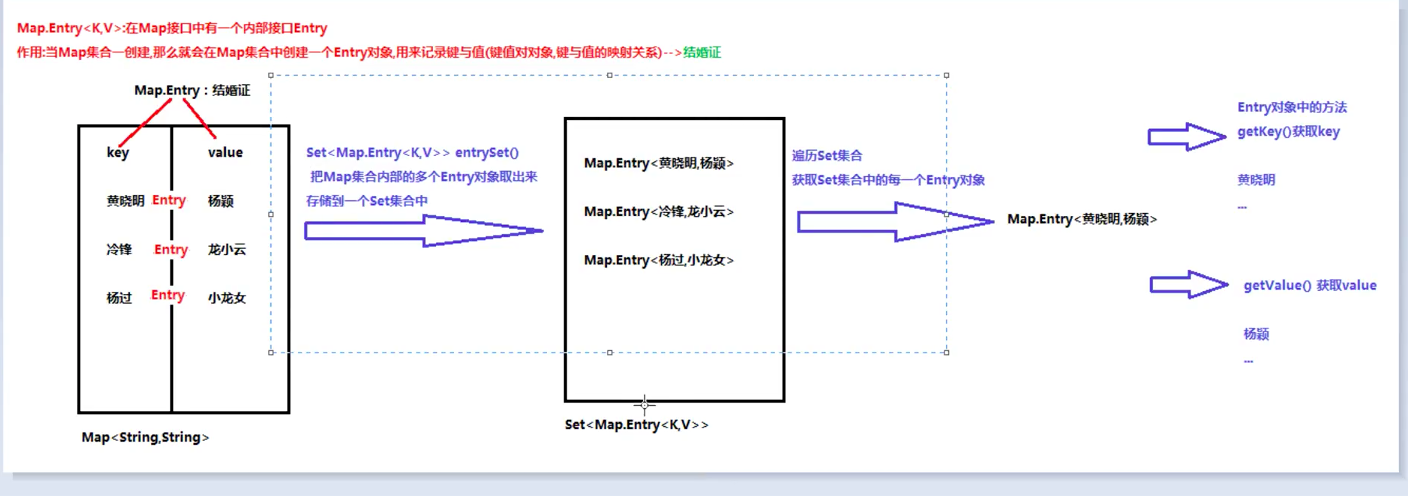 Map.Entry<K,V>:在Map接口中有一个内部接口Entry
作用:当Map集合一创建,那么就会在Map集合中创建一个Entry对象,用来记录键与值(键值对对象,键与值的映射关系)-->结婚证
Map.Entry：结婚证
key value
黄晓明 Entry 杨颖
冷锋 Entry 龙小云
杨过 Entry 小龙女
Map<String,String>
Set<Map.Entry<K,V>> entrySet()
把Map集合内部的多个Entry对象取出来
存储到一个Set集合中
Map.Entry<黄晓明,杨颖>
Map.Entry<冷锋,龙小云>
Map.Entry<杨过,小龙女>
Set<Map.Entry<K,V>>
遍历Set集合
获取Set集合中的每一个Entry对象
Map.Entry<黄晓明,杨颖>
Entry对象中的方法
getKey()获取key
黄晓明
...
getValue() 获取value
杨颖
...